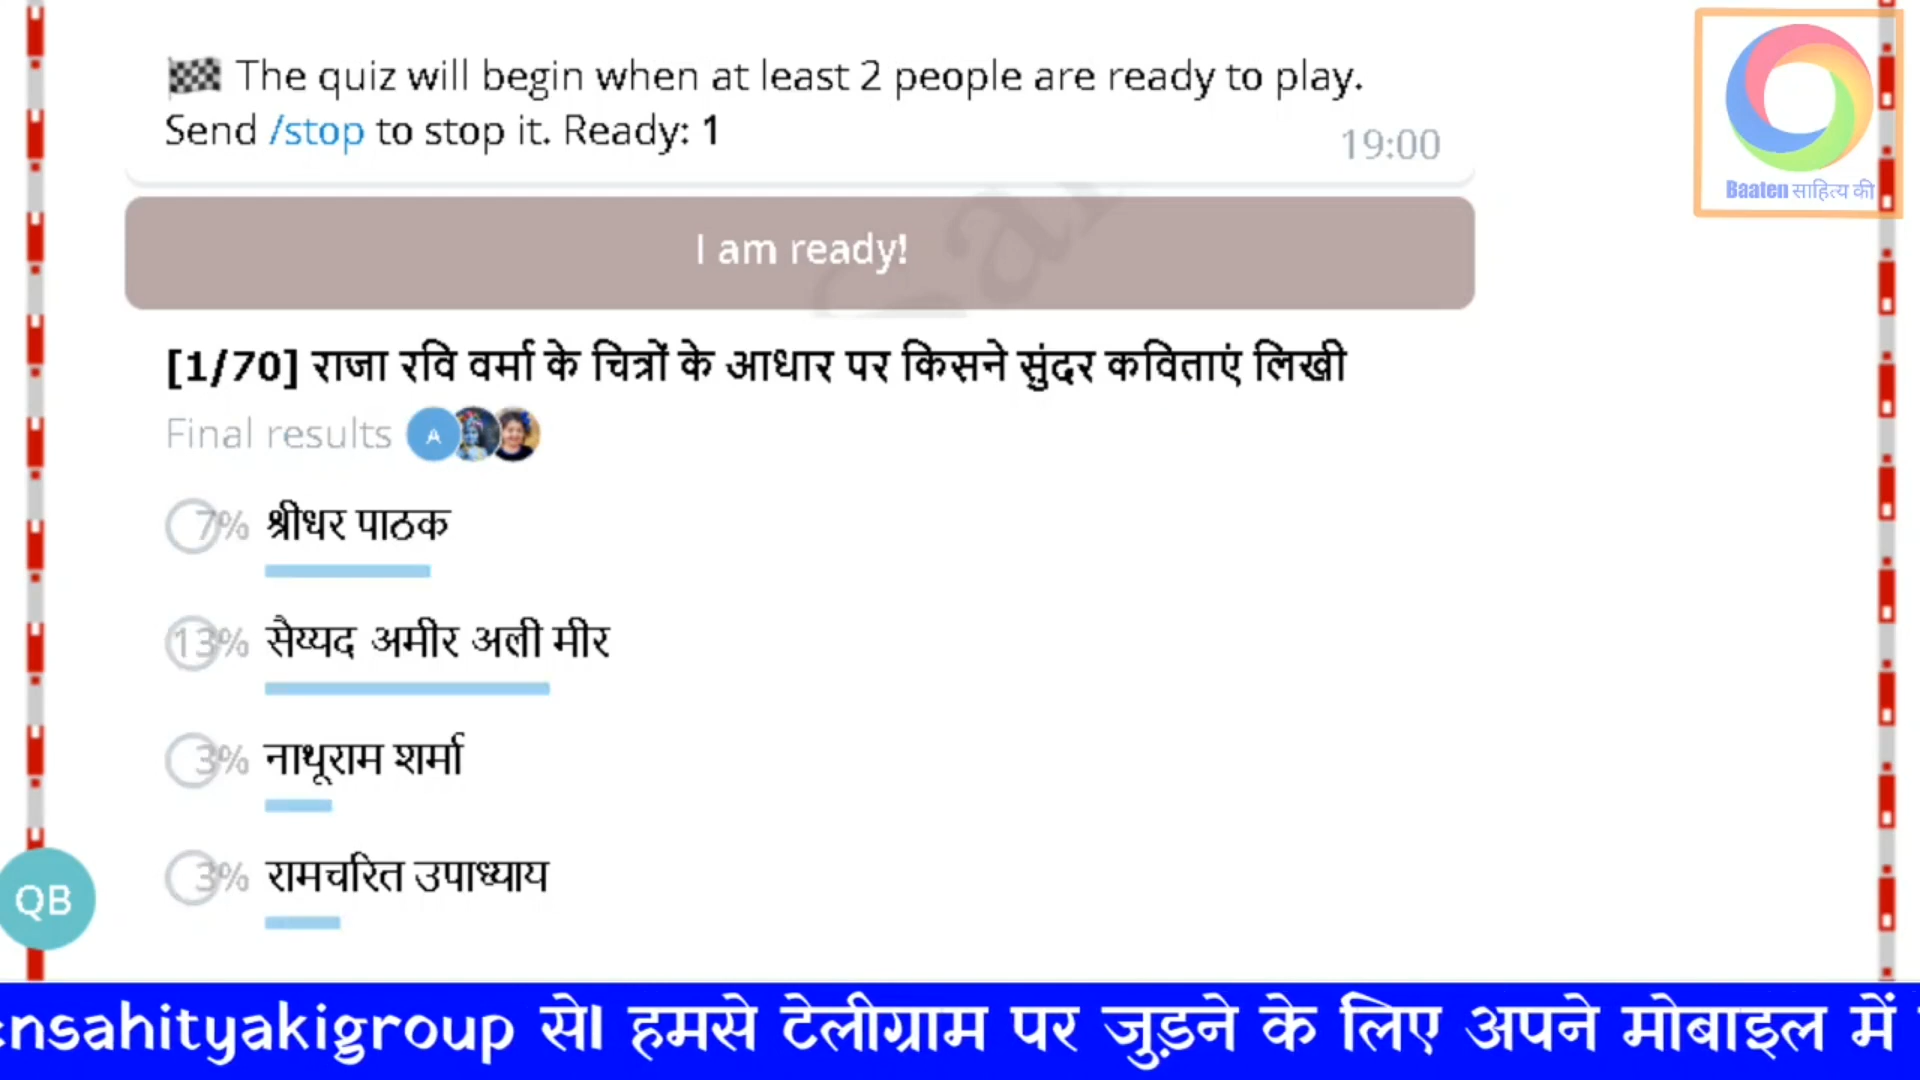 The quiz will begin when at least 2 people are ready to play.
Send /stop to stop it. Ready: 1
19:00
Baaten साहित्य की
I am ready!
[1/70] राजा रवि वर्मा के चित्रों के आधार पर किसने सुंदर कविताएं लिखी
Final results A
7% श्रीधर पाठक
13% सैय्यद अमीर अली मीर
3% नाथूराम शर्मा
3% रामचरित उपाध्याय
QB
nsahityakigroup से। हमसे टेलीग्राम पर जुड़ने के लिए अपने मोबाइल में